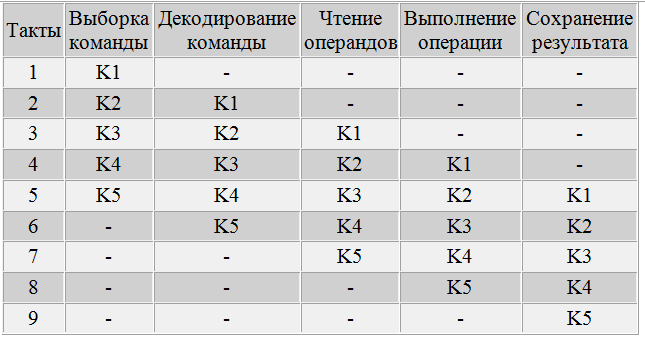 Такты Выборка команды Декодирование команды Чтение операндов Выполнение операции Сохранение результата
1 K1 - - - -
2 K2 K1 - - -
3 K3 K2 K1 - -
4 K4 K3 K2 K1 -
5 K5 K4 K3 K2 K1
6 - K5 K4 K3 K2
7 - - K5 K4 K3
8 - - - K5 K4
9 - - - - K5